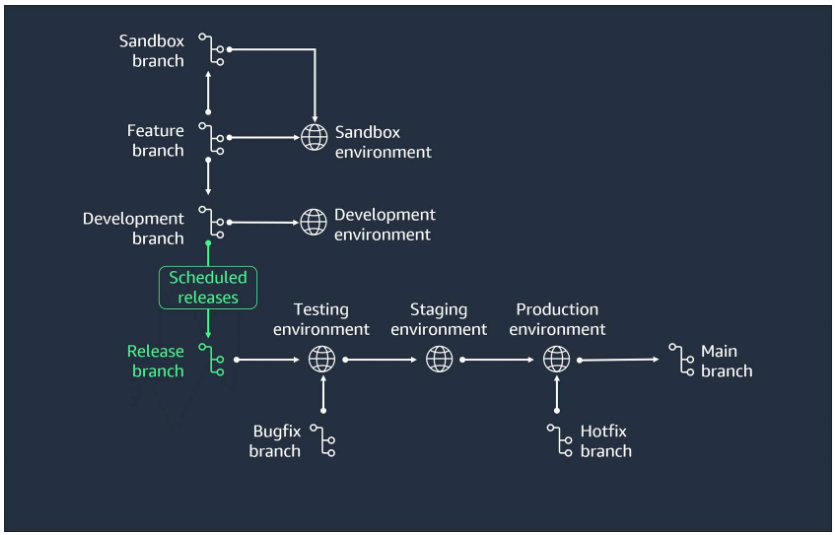 Sandbox
branch
Feature
branch
Sandbox
environment
Development
branch
Development
environment
Scheduled
releases
Testing
environment
Staging
environment
Production
environment
Release
branch
Main
branch
Bugfix
branch
Hotfix
branch